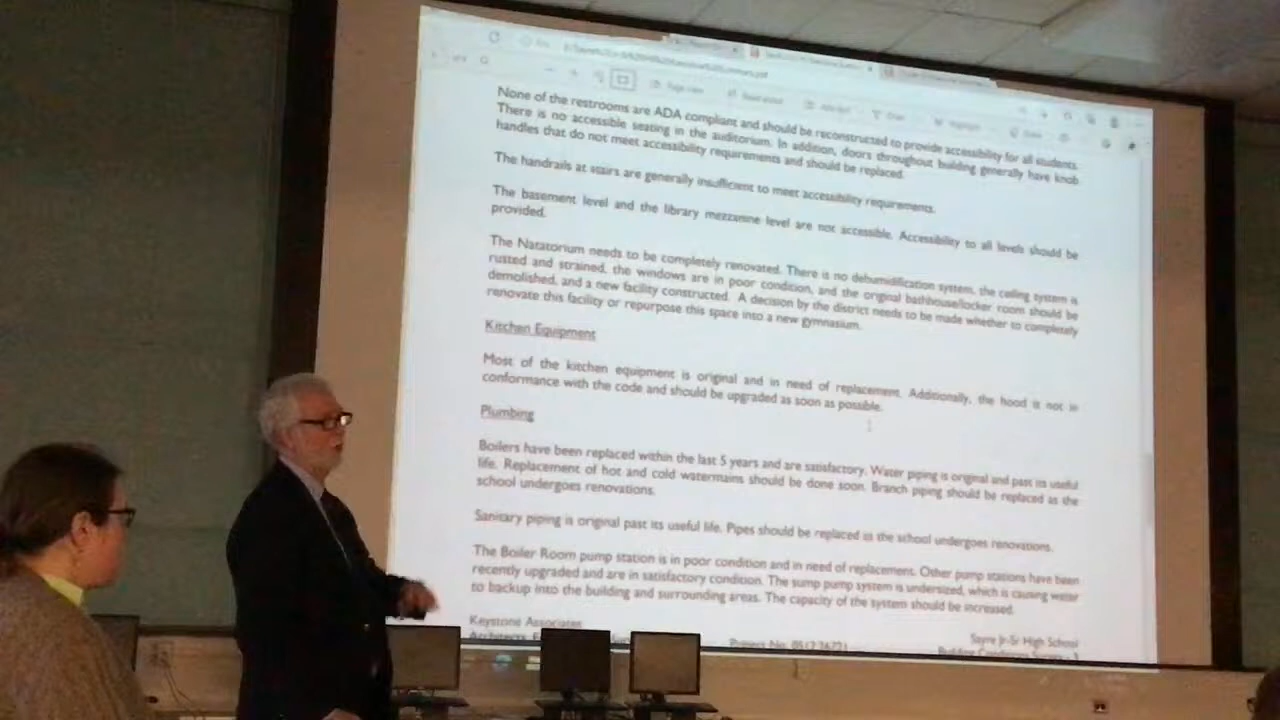 Page view
Read aloud
None of the restrooms are ADA compliant and should be reconstructed to provide accessibility for all students.
There is no accessible seating in the auditorium. In addition, doors throughout building generally have knob
handles that do not meet accessibility requirements and should be replaced.
The handrails at stairs are generally insufficient to meet accessibility requirements.
The basement level and the library mezzanine level are not accessible. Accessibility to all levels should be
provided.
The Natatorium needs to be completely renovated. There is no dehumidification system, the ceiling system is
rusted and strained, the windows are in poor condition, and the original bathhouse/locker room should be
demolished, and a new facility constructed. A decision by the district needs to be made whether to completely
renovate this facility or repurpose this space into a new gymnasium.
Kitchen Equipment
Most of the kitchen equipment is original and in need of replacement. Additionally, the hood is not in
conformance with the code and should be upgraded as soon as possible.
Plumbing
Boilers have been replaced within the last 5 years and are satisfactory. Water piping is original and past its useful
life. Replacement of hot and cold watermains should be done soon. Branch piping should be replaced as the
school undergoes renovations.
Sanitary piping is original past its useful life. Pipes should be replaced as the school undergoes renovations.
The Boiler Room pump station is in poor condition and in need of replacement. Other pump stations have been
recently upgraded and are in satisfactory condition. The sump pump system is undersized, which is causing water
to backup into the building and surrounding areas. The capacity of the system should be increased.
Keystone Associates
Project No.
Sayre Jr-Sr High School
Building Conditions Survey - 5